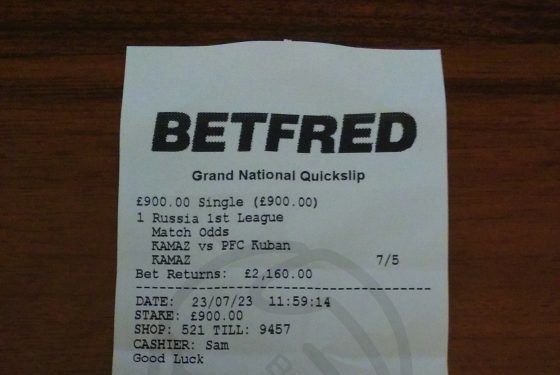 BETFRED
Grand National Quickslip
£900.00 Single (£900.00)
1 Russia 1st League
Match Odds
KAMAZ vs PFC Kuban
KAMAZ 7/5
Bet Returns: £2,160.00
DATE: 23/07/23 11:59:14
STAKE: £900.00
SHOP: 521 TILL: 9457
CASHIER: Sam
Good Luck